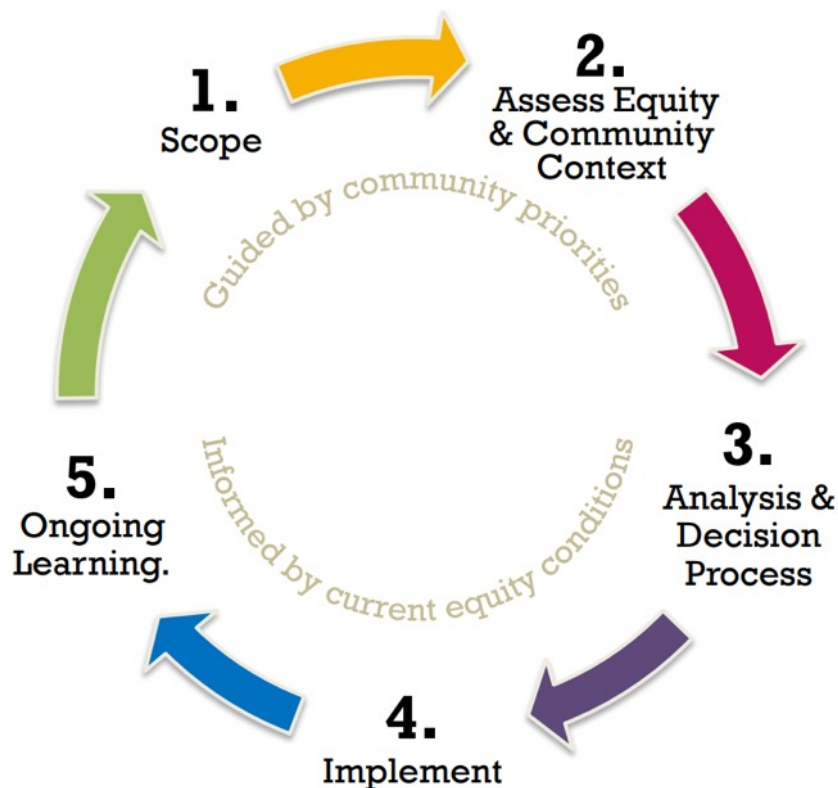 1.
Scope
2.
Assess Equity
& Community
Context
3.
Analysis &
Decision
Process
4.
Implement
5.
Ongoing
Learning.
Guided by community priorities
Informed by current equity conditions